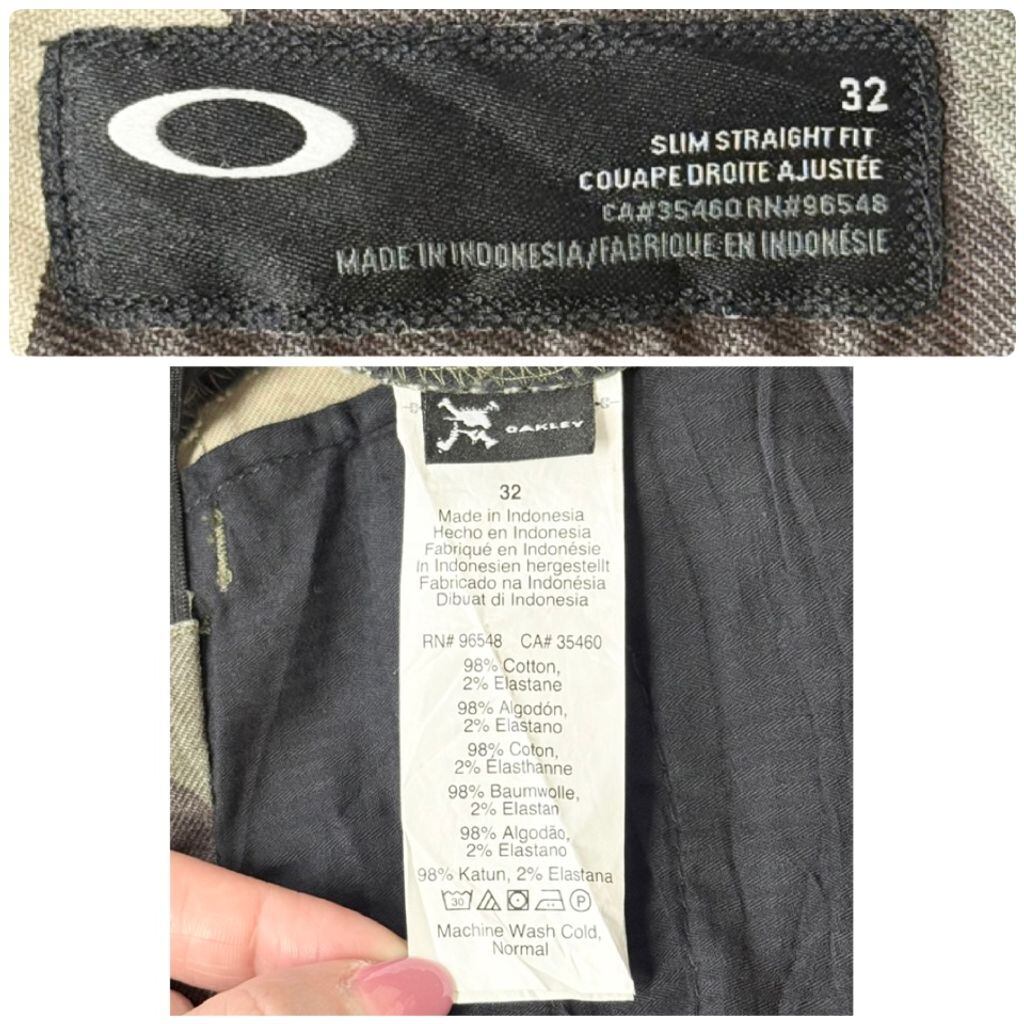 32
SLIM STRAIGHT FIT
COUAPE DROITE AJUSTÉE
CA#35460 RN#96548
MADE IN INDONESIA/FABRIQUE EN INDONÉSIE
OAKLEY
32
Made in Indonesia
Hecho en Indonesia
Fabriqué en Indonésie
In Indonesien hergestellt
Fabricado na Indonésia
Dibuat di Indonesia
RN# 96548 CA# 35460
98% Cotton,
2% Elastane
98% Algodón,
2% Elastano
98% Coton,
2% Élasthanne
98% Baumwolle,
2% Elastan
98% Algodão,
2% Elastano
98% Katun, 2% Elastana
30 P
Machine Wash Cold,
Normal